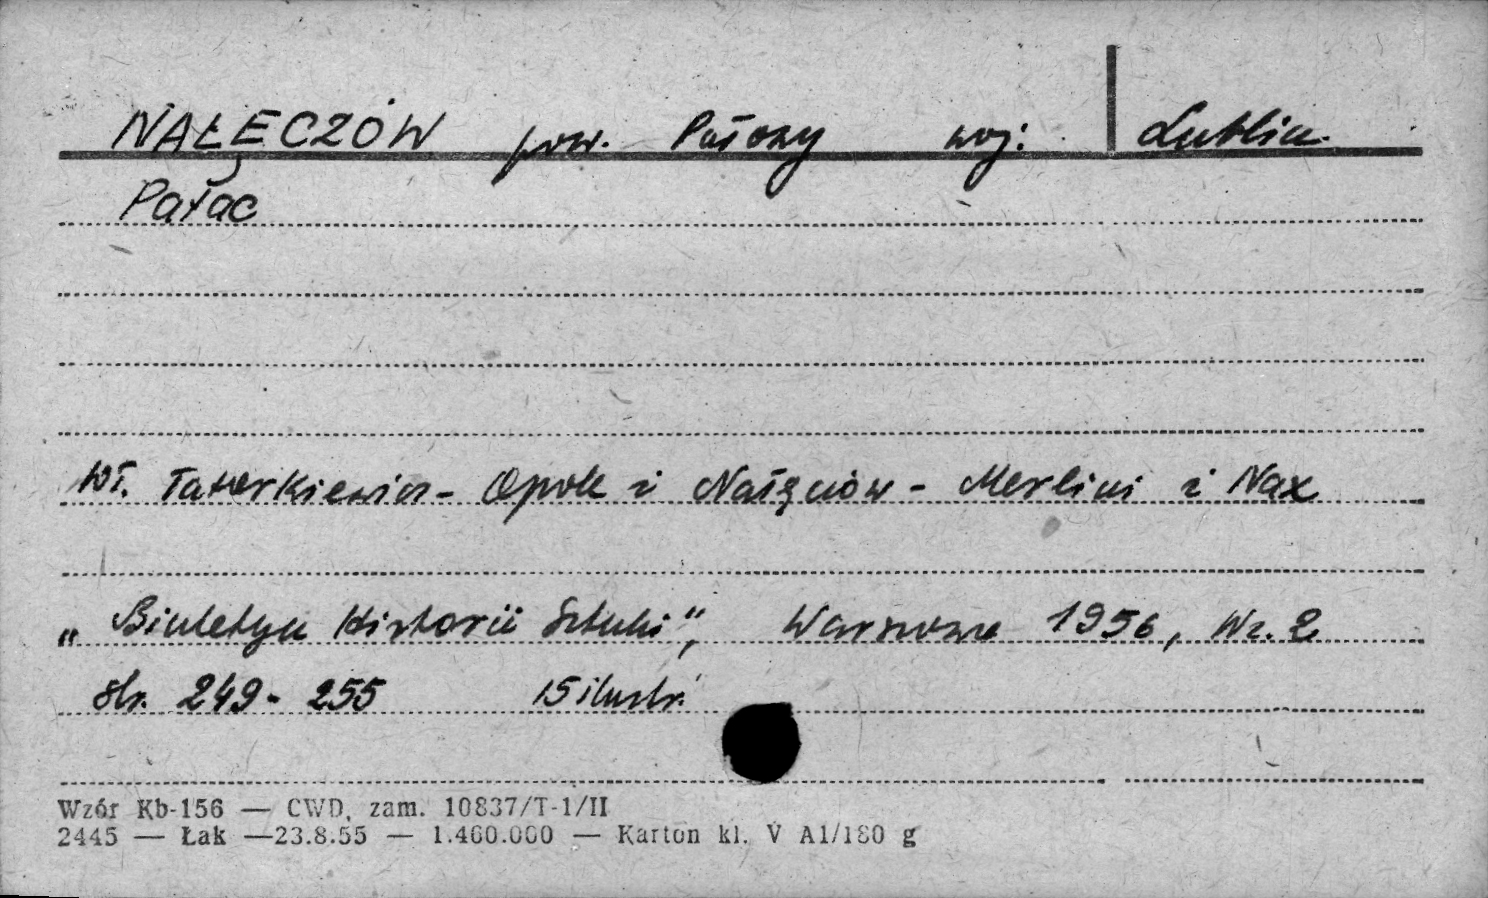 NAŁĘCZÓW pow. Puławy woj. Lublin.
Pałac
Wł. Tatarkiewicz - Opole i Nałęczów - Merlini i Nax
„Biuletyn Historii Sztuki", Warszawa 1956, Nr. 2
str. 249 - 255 15 ilustr.
Wzór Kb-156 — CWD, zam. 10837/T-1/II
2445 — Łak —23.8.55 — 1.460.000 — Karton kl. V A1/180 g